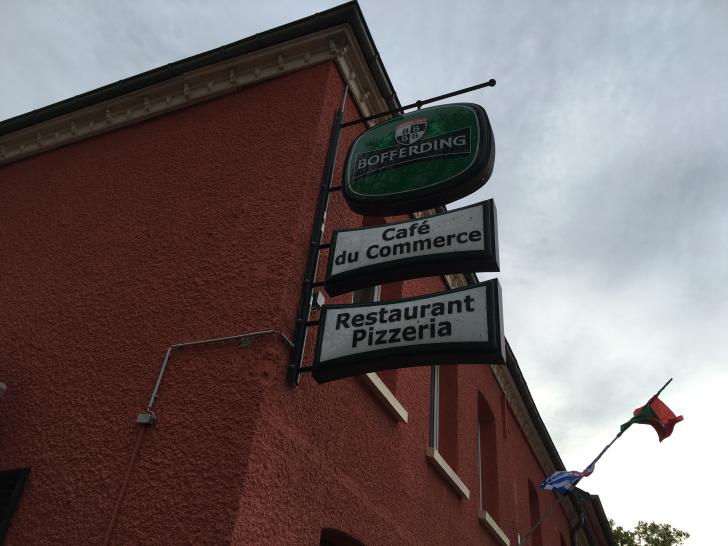 B B
B B
BOFFERDING
Café
du Commerce
Restaurant
Pizzeria